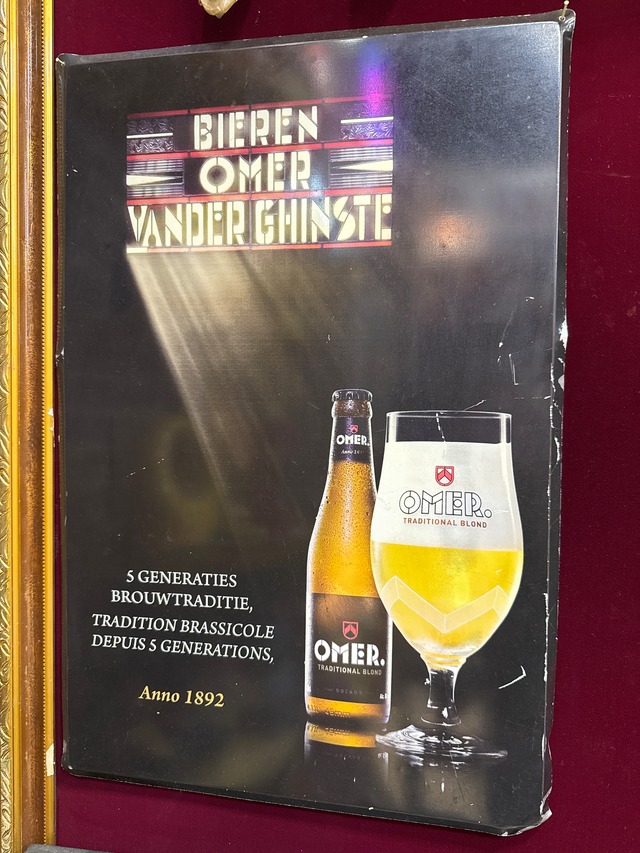 BIEREN
OMER
VANDER GHINSTE
OMER.
Anno
OMER.
TRADITIONAL BLOND
OMER.
TRADITIONAL BLOND
5 GENERATIES
BROUWTRADITIE,
TRADITION BRASSICOLE
DEPUIS 5 GENERATIONS,
Anno 1892